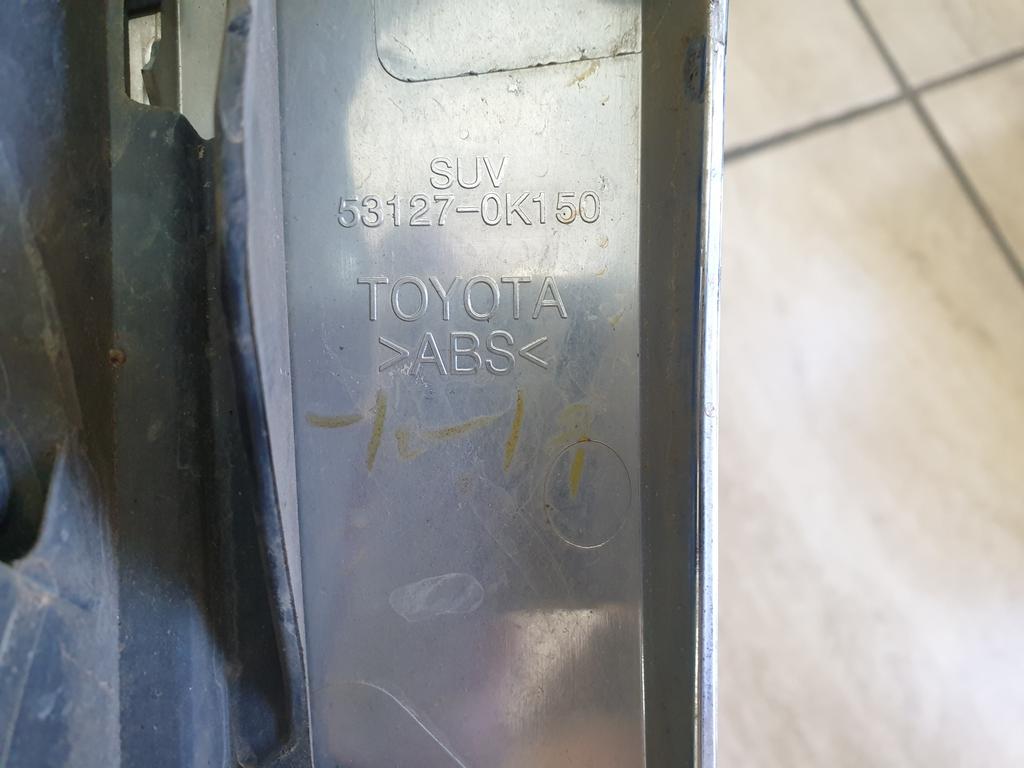 SUV
53127-0K150
TOYOTA
>ABS<